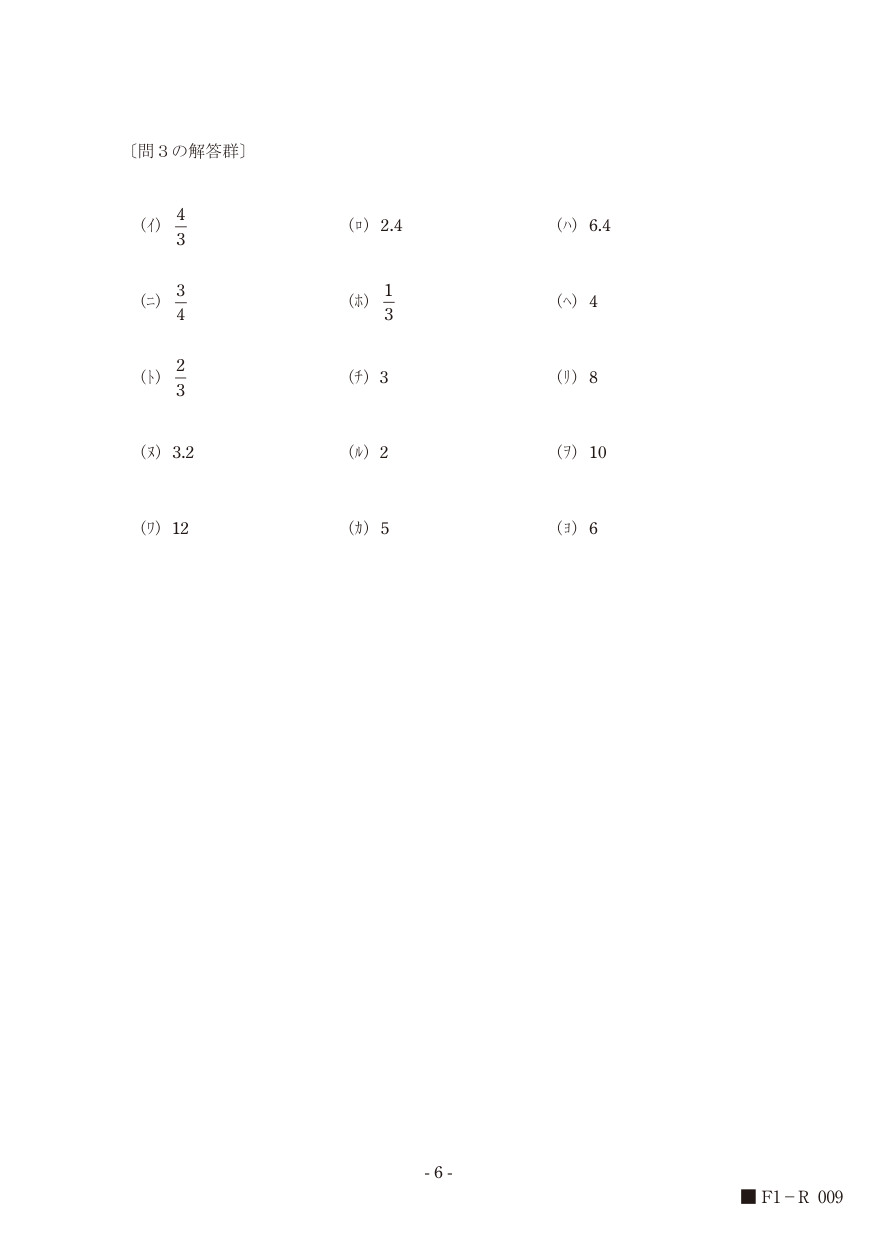 〔問３の解答群〕
(ｲ) 4/3 (ﾛ) 2.4 (ﾊ) 6.4
(ﾆ) 3/4 (ﾎ) 1/3 (ﾍ) 4
(ﾄ) 2/3 (ﾁ) 3 (ﾘ) 8
(ﾇ) 3.2 (ﾙ) 2 (ｦ) 10
(ﾜ) 12 (ｶ) 5 (ﾖ) 6
- 6 -
■ F1－R 009